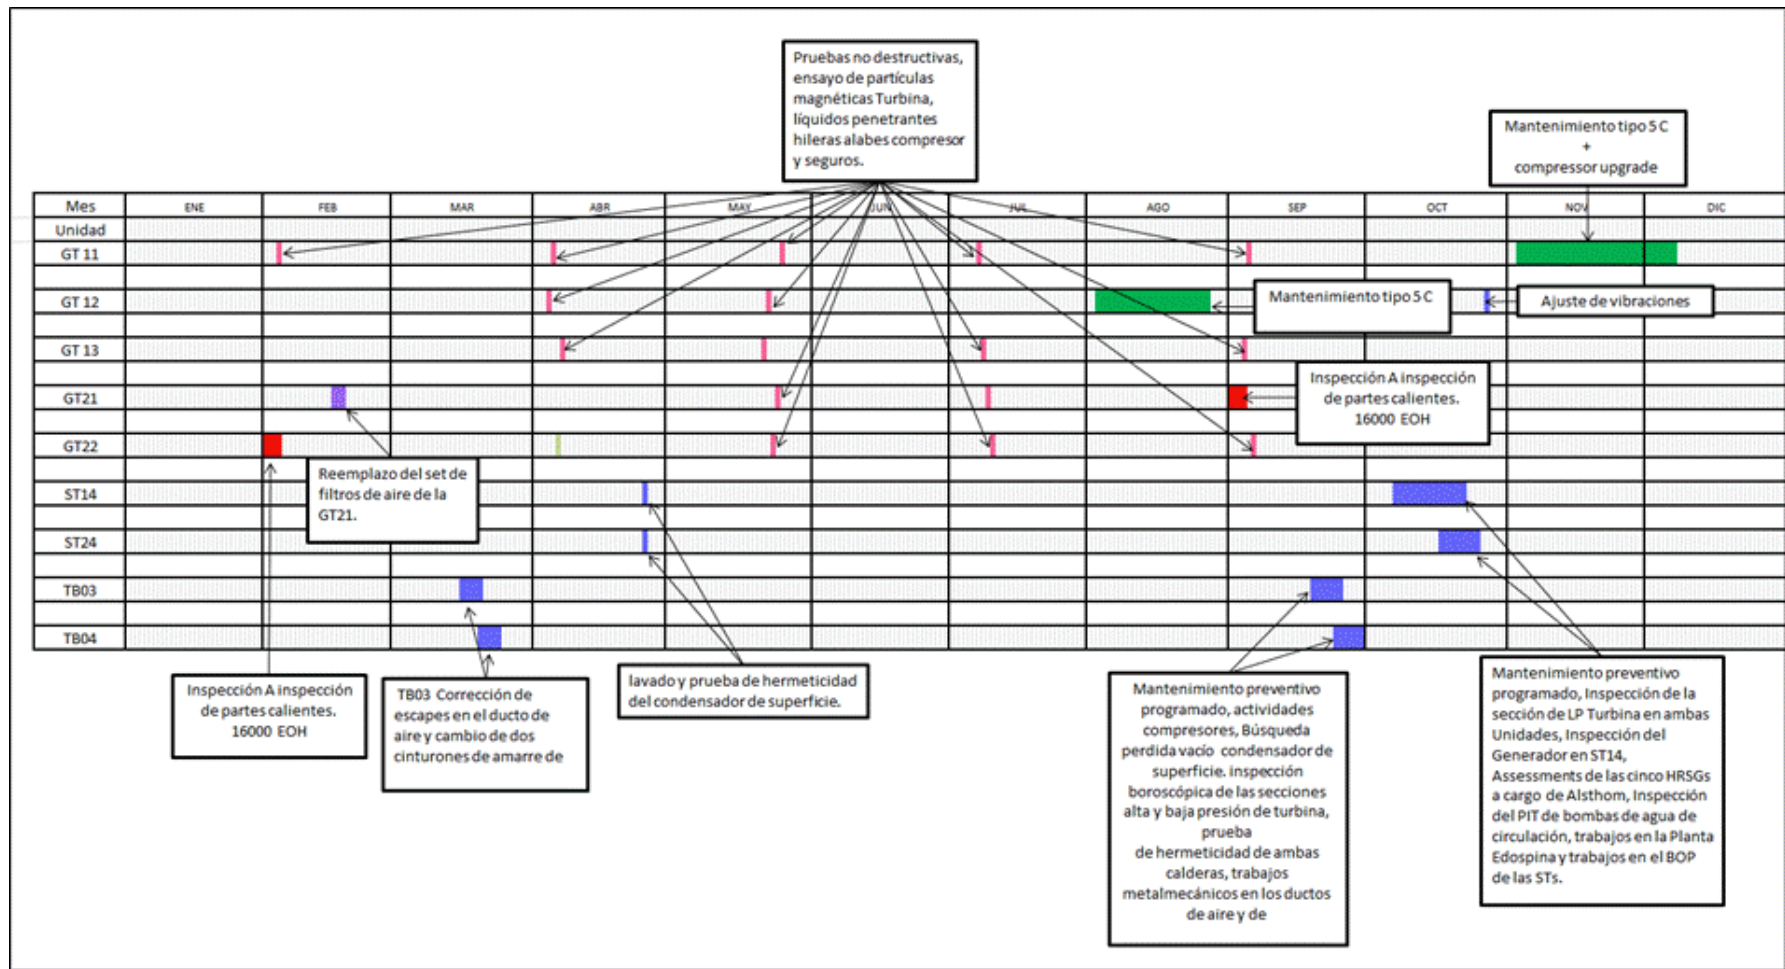 Pruebas no destructivas,
ensayo de partículas
magnéticas Turbina,
líquidos penetrantes
hileras alabes compresor
y seguros.
Mantenimiento tipo 5 C
+
compressor upgrade
Mes ENE FEB MAR ABR MAY JUN JUL AGO SEP OCT NOV DIC
Unidad
GT 11
GT 12
Mantenimiento tipo 5 C
Ajuste de vibraciones
GT 13
GT21
Inspección A inspección
de partes calientes.
16000 EOH
GT22
Reemplazo del set de
filtros de aire de la
GT21.
ST14
ST24
TB03
TB04
Inspección A inspección
de partes calientes.
16000 EOH
TB03 Corrección de
escapes en el ducto de
aire y cambio de dos
cinturones de amarre de
lavado y prueba de hermeticidad
del condensador de superficie.
Mantenimiento preventivo
programado, actividades
compresores, Búsqueda
perdida vacío condensador de
superficie. inspección
boroscópica de las secciones
alta y baja presión de turbina,
prueba
de hermeticidad de ambas
calderas, trabajos
metalmecánicos en los ductos
de aire y de
Mantenimiento preventivo
programado, Inspección de la
sección de LP Turbina en ambas
Unidades, Inspección del
Generador en ST14,
Assessments de las cinco HRSGs
a cargo de Alsthom, Inspección
del PIT de bombas de agua de
circulación, trabajos en la Planta
Edospina y trabajos en el BOP
de las STs.